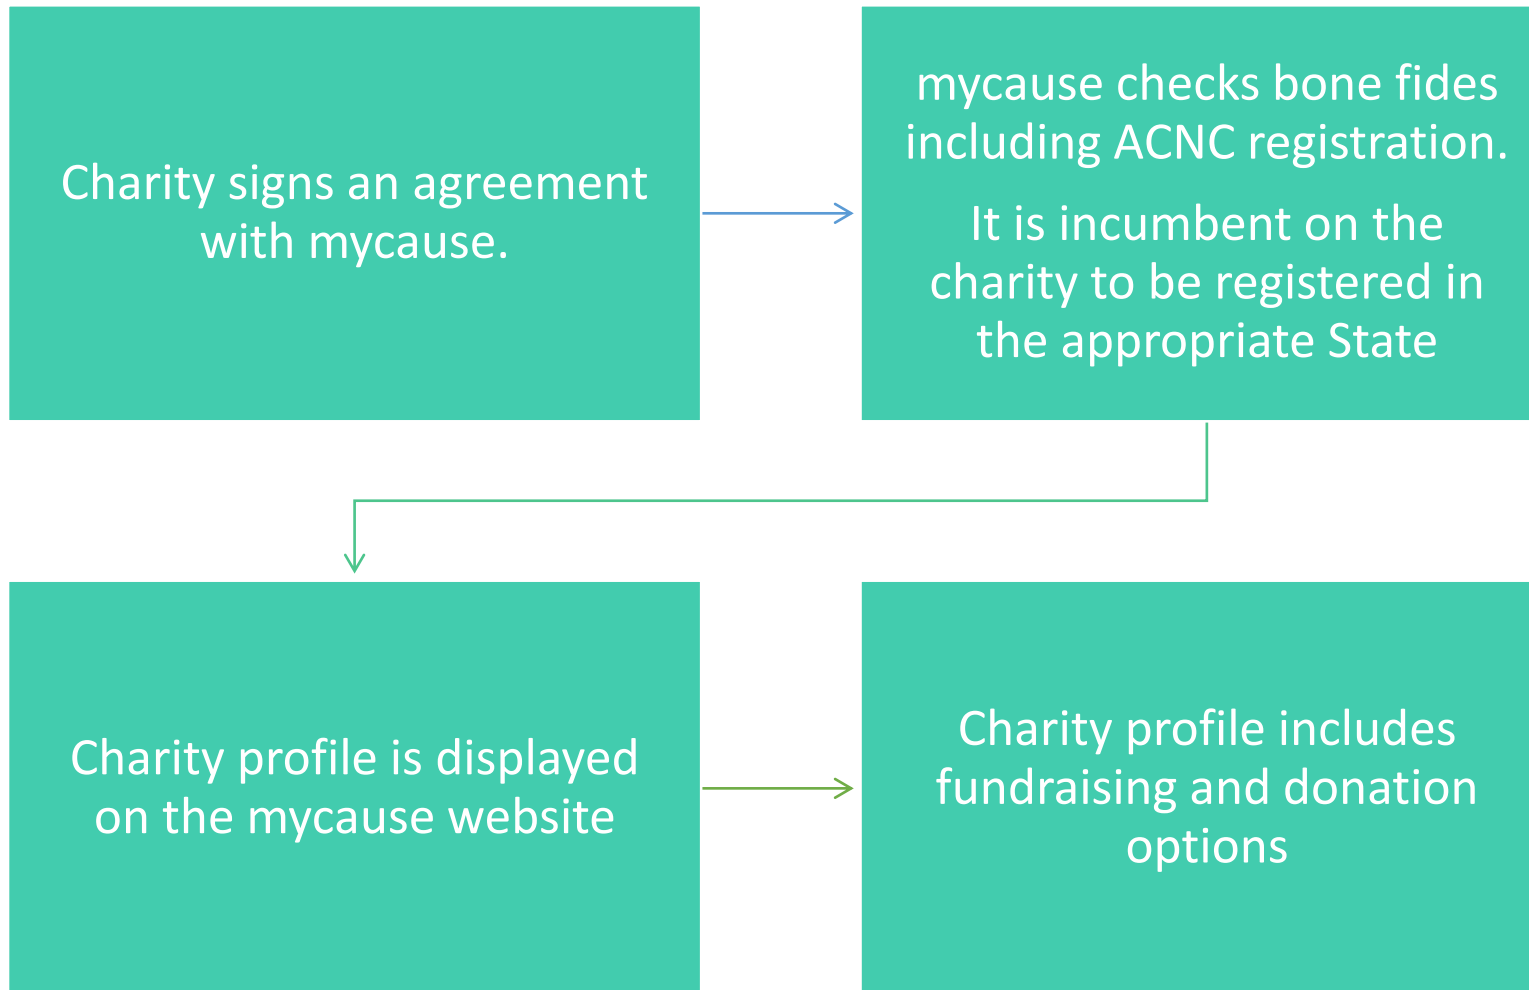 Charity signs an agreement
with mycause.
mycause checks bone fides
including ACNC registration.
It is incumbent on the
charity to be registered in
the appropriate State
Charity profile is displayed
on the mycause website
Charity profile includes
fundraising and donation
options